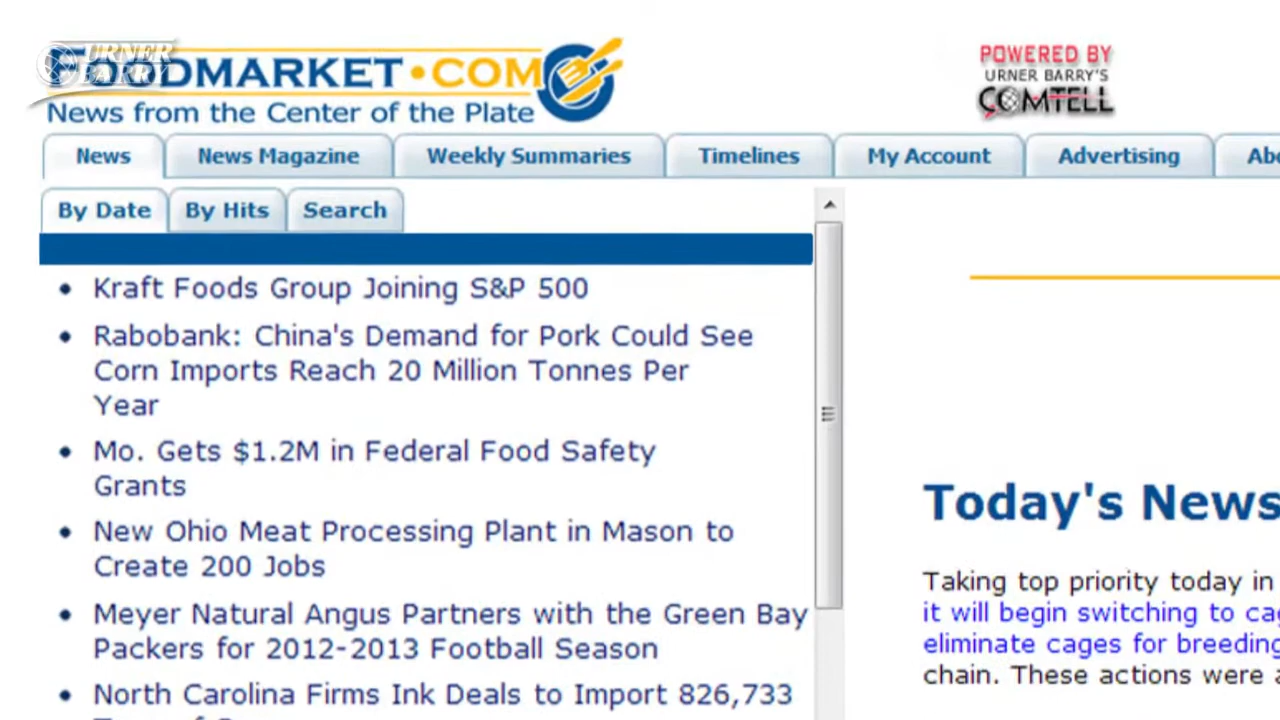 URNER
BARRY
FOODMARKET.COM
News from the Center of the Plate
POWERED BY
URNER BARRY'S
COMTELL
News
News Magazine
Weekly Summaries
Timelines
My Account
Advertising
By Date
By Hits
Search
Kraft Foods Group Joining S&P 500
Rabobank: China's Demand for Pork Could See
Corn Imports Reach 20 Million Tonnes Per
Year
Mo. Gets $1.2M in Federal Food Safety
Grants
New Ohio Meat Processing Plant in Mason to
Create 200 Jobs
Meyer Natural Angus Partners with the Green Bay
Packers for 2012-2013 Football Season
North Carolina Firms Ink Deals to Import 826,733
Today's News
Taking top priority today in
it will begin switching to
eliminate cages for breeding
chain. These actions were